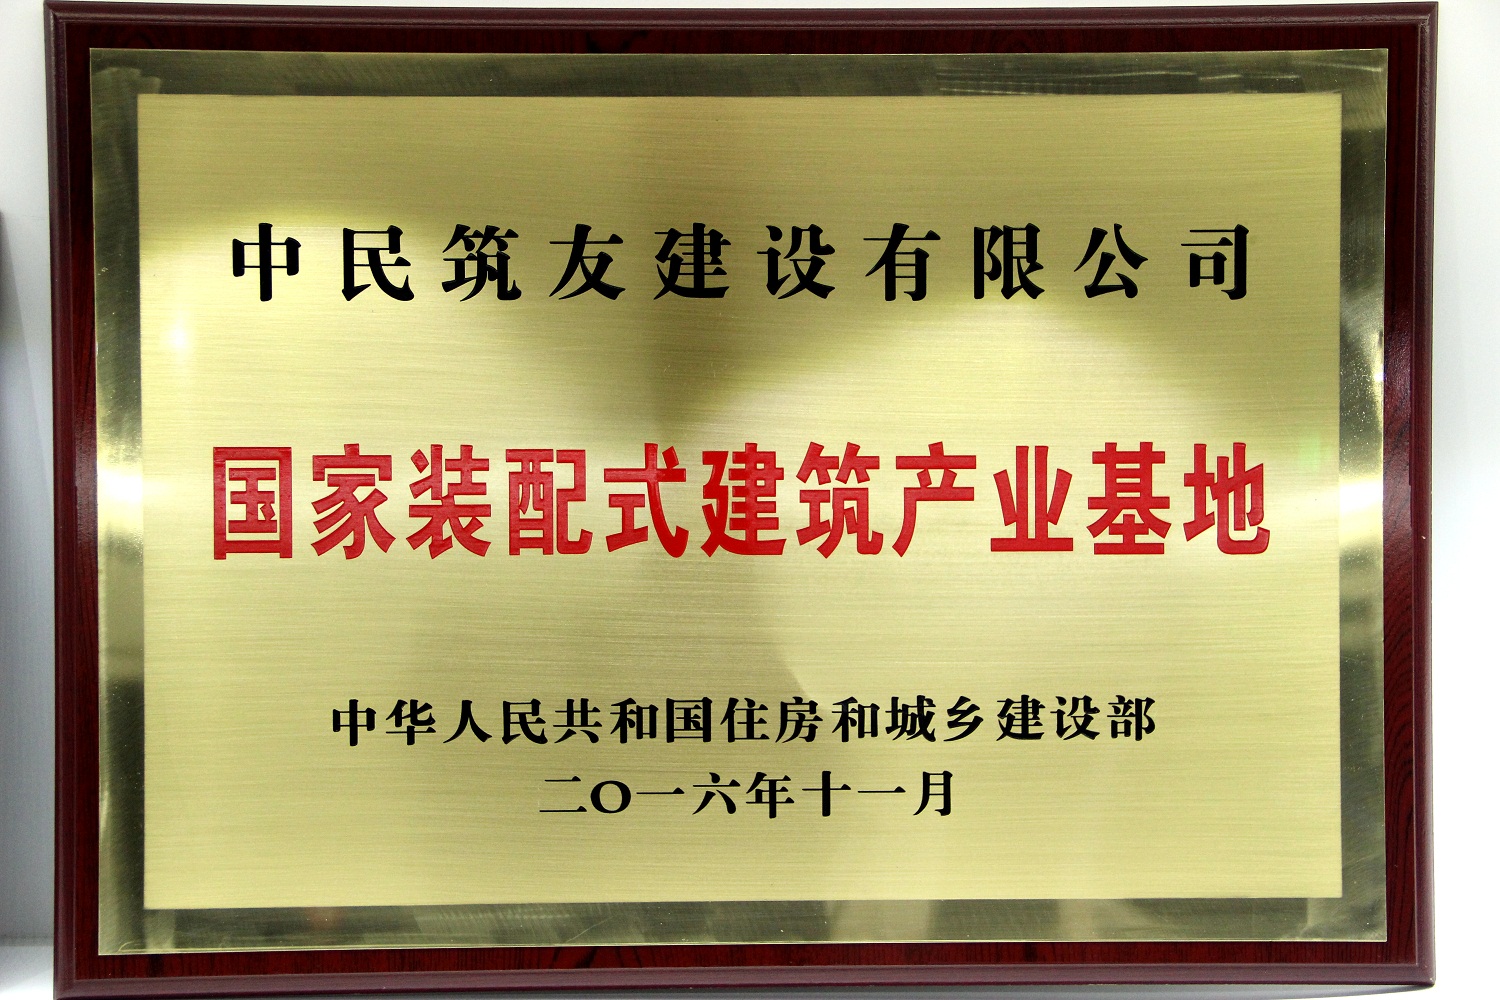 中民筑友建设有限公司
国家装配式建筑产业基地
中华人民共和国住房和城乡建设部
二〇一六年十一月